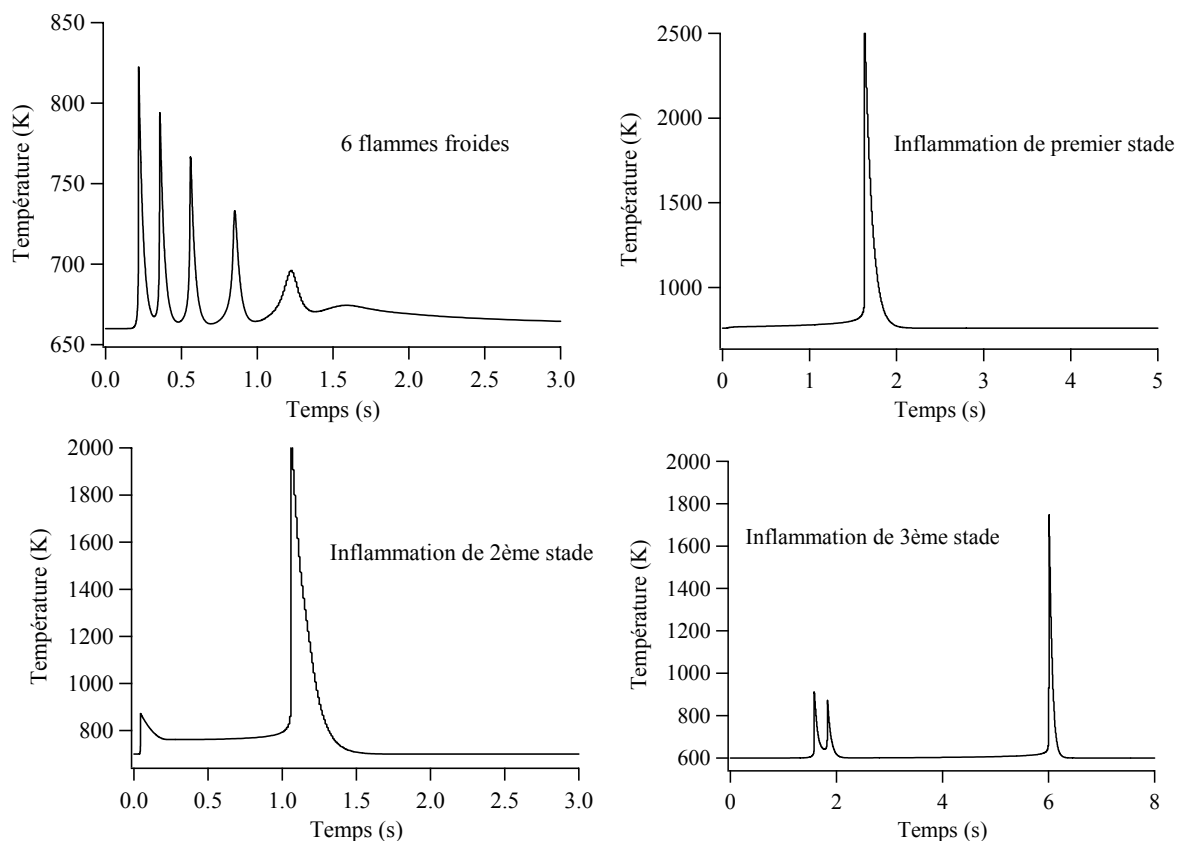 850
800
750
700
650
Température (K)
6 flammes froides
0.0 0.5 1.0 1.5 2.0 2.5 3.0
Temps (s)
2500
2000
1500
1000
Température (K)
Inflammation de premier stade
0 1 2 3 4 5
Temps (s)
2000
1800
1600
1400
1200
1000
800
Température (K)
Inflammation de 2ème stade
0.0 0.5 1.0 1.5 2.0 2.5 3.0
Temps (s)
2000
1800
1600
1400
1200
1000
800
600
Température (K)
Inflammation de 3ème stade
0 2 4 6 8
Temps (s)